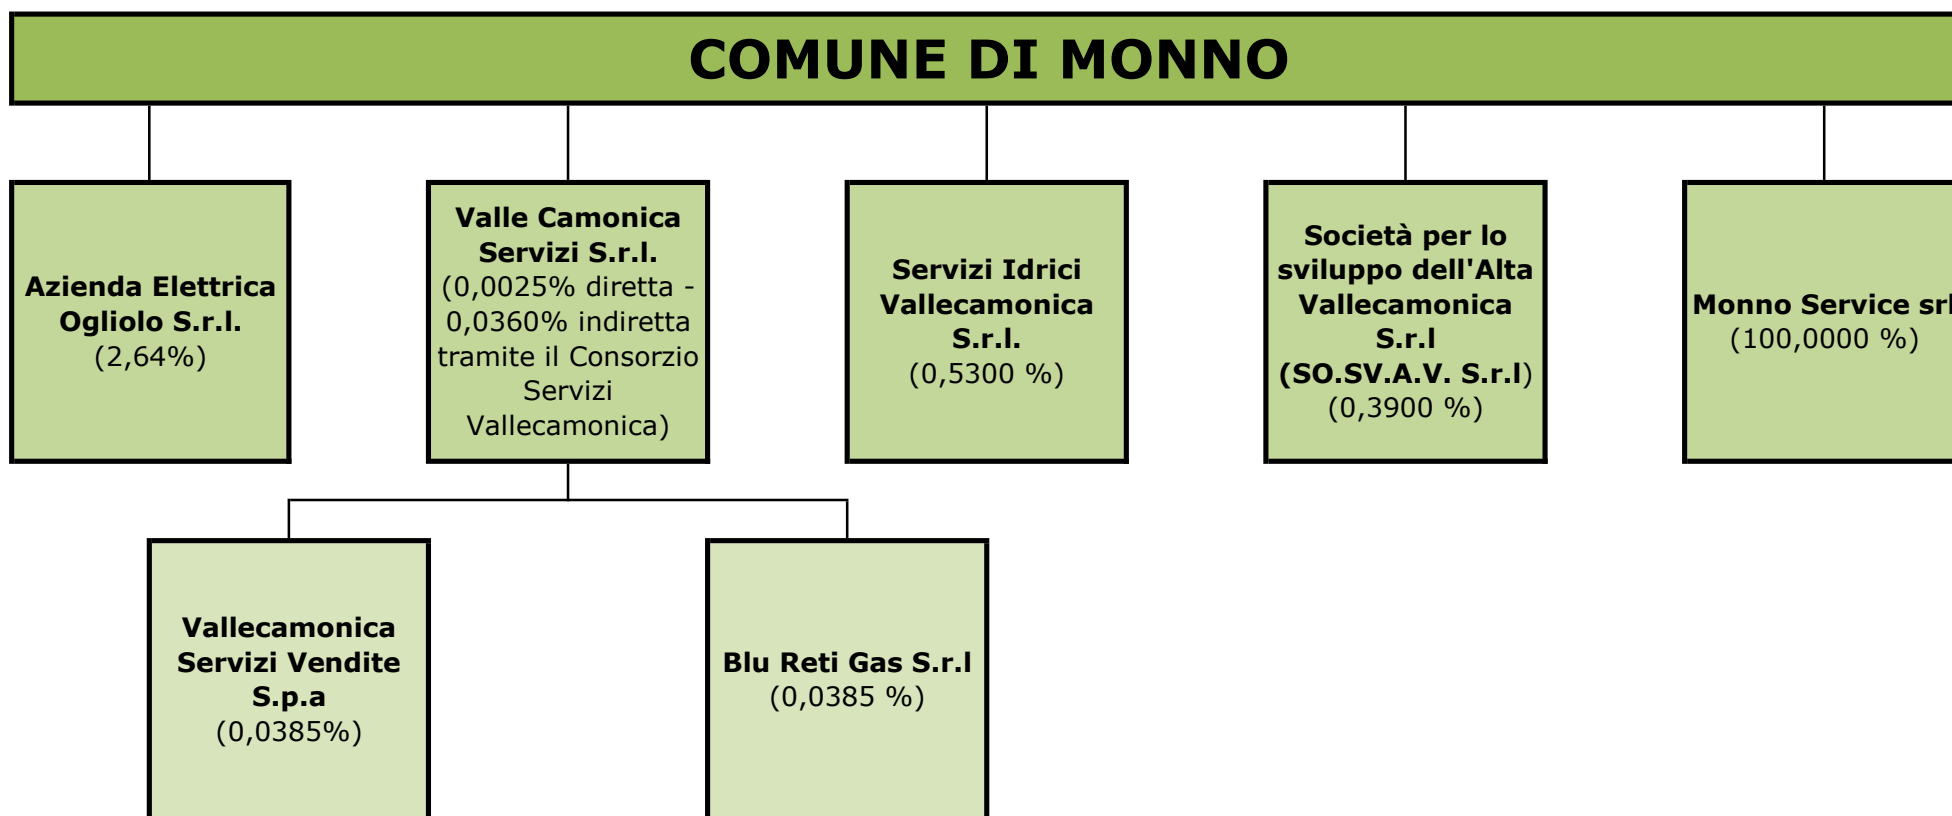 COMUNE DI MONNO
Azienda Elettrica
Ogliolo S.r.l.
(2,64%)
Valle Camonica
Servizi S.r.l.
(0,0025% diretta -
0,0360% indiretta
tramite il Consorzio
Servizi
Vallecamonica)
Servizi Idrici
Vallecamonica
S.r.l.
(0,5300 %)
Società per lo
sviluppo dell'Alta
Vallecamonica
S.r.l
(SO.SV.A.V. S.r.l)
(0,3900 %)
Monno Service srl
(100,0000 %)
Vallecamonica
Servizi Vendite
S.p.a
(0,0385%)
Blu Reti Gas S.r.l
(0,0385 %)